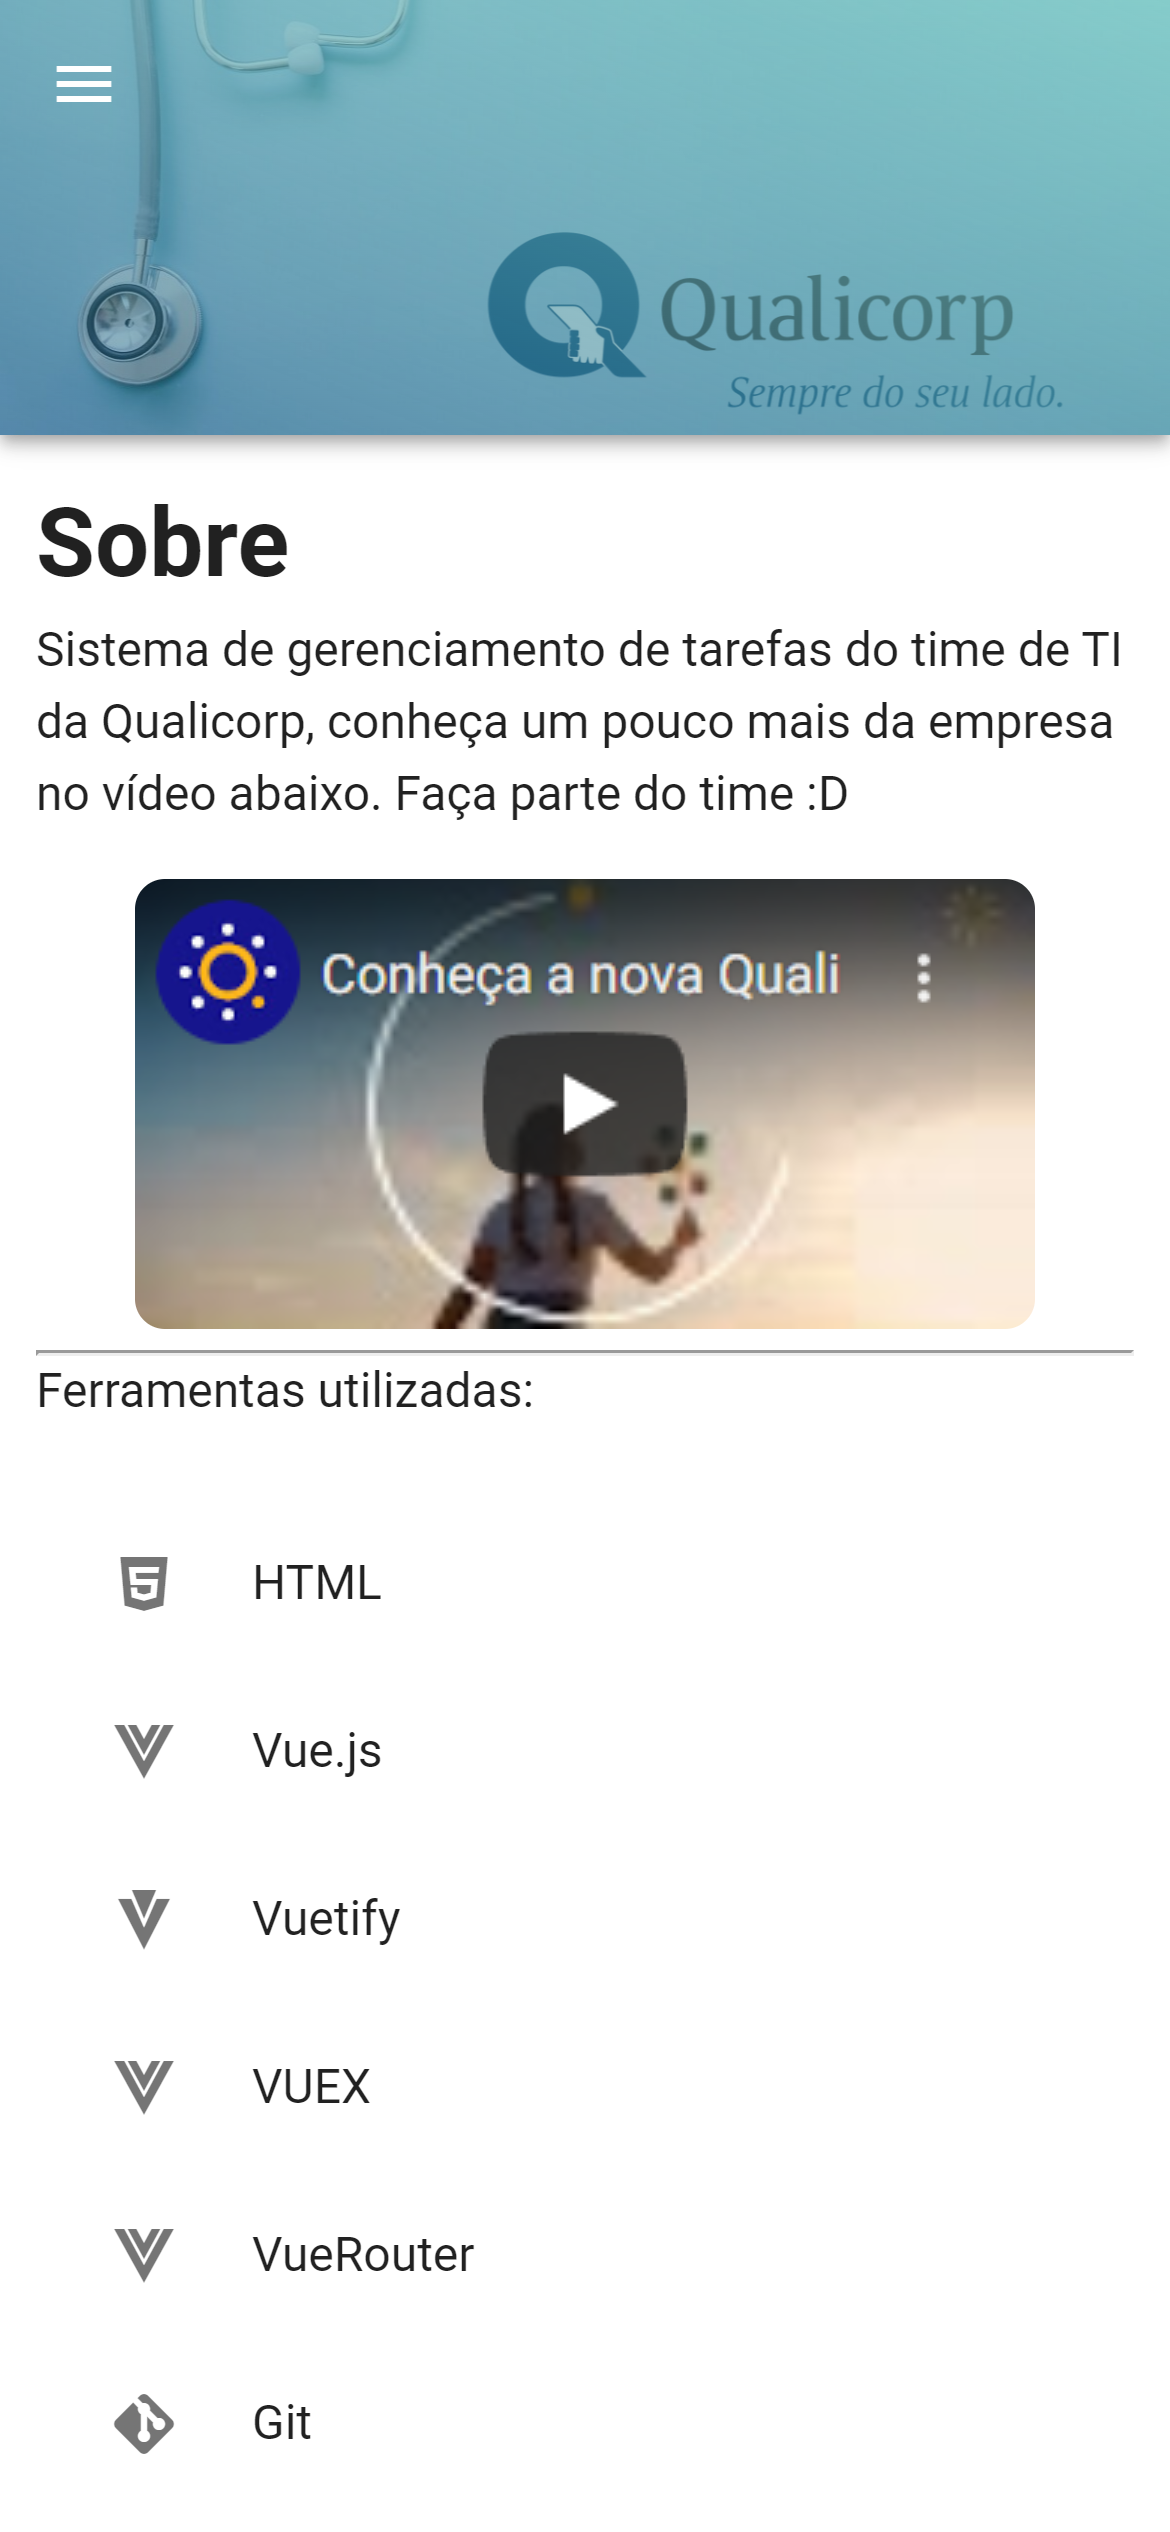 Qualicorp
Sempre do seu lado.
Sobre
Sistema de gerenciamento de tarefas do time de TI
da Qualicorp, conheça um pouco mais da empresa
no vídeo abaixo. Faça parte do time :D
Conheça a nova Quali
Ferramentas utilizadas:
HTML
Vue.js
Vuetify
VUEX
VueRouter
Git